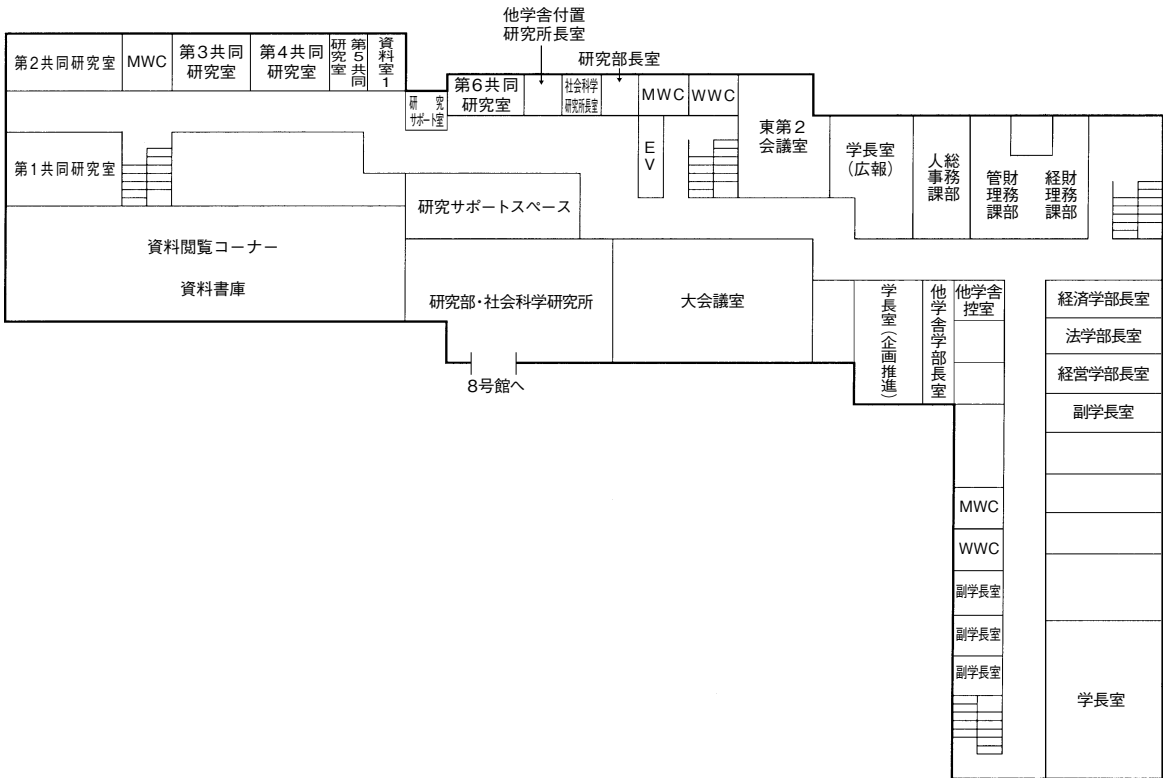 他学舎付置
研究所長室
研究部長室
第2共同研究室
MWC
第3共同
研究室
第4共同
研究室
第5共同
研究室
資料室1
研究
サポート室
第6共同
研究室
社会科学
研究所長室
MWC
WWC
東第2
会議室
EV
学長室
(広報)
総務部
人事課
財務部
管理課
財務部
経理課
第1共同研究室
研究サポートスペース
資料閲覧コーナー
資料書庫
研究部・社会科学研究所
大会議室
学長室(企画推進)
他学舎学部長室
他学舎
控室
経済学部長室
法学部長室
経営学部長室
副学長室
8号館へ
MWC
WWC
副学長室
副学長室
副学長室
学長室